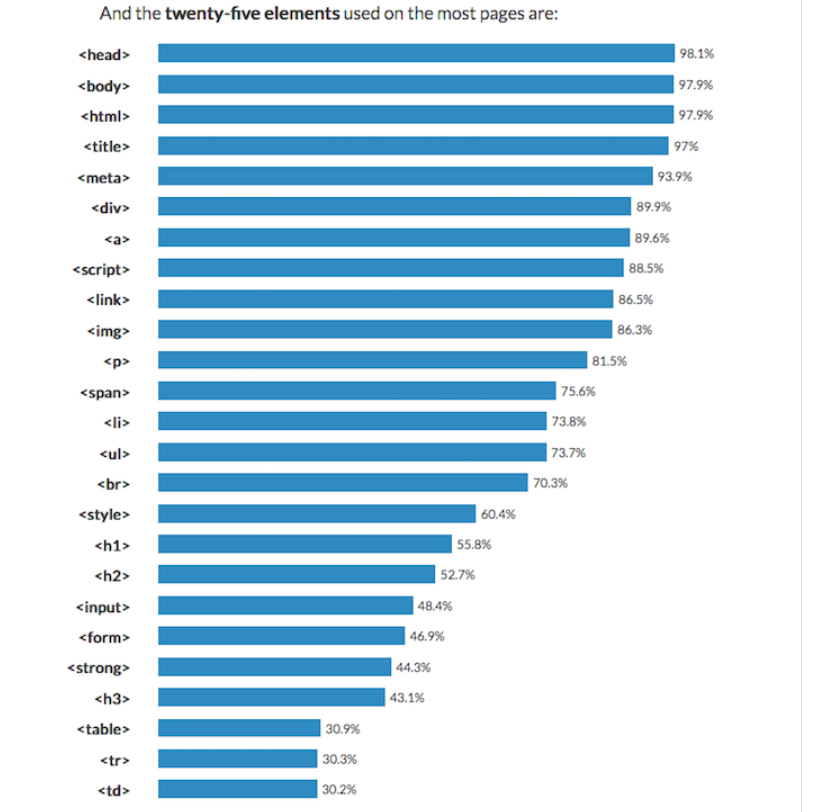 And the twenty-five elements used on the most pages are:
<head> 98.1%
<body> 97.9%
<html> 97.9%
<title> 97%
<meta> 93.9%
<div> 89.9%
<a> 89.6%
<script> 88.5%
<link> 86.5%
<img> 86.3%
<p> 81.5%
<span> 75.6%
<li> 73.8%
<ul> 73.7%
<br> 70.3%
<style> 60.4%
<h1> 55.8%
<h2> 52.7%
<input> 48.4%
<form> 46.9%
<strong> 44.3%
<h3> 43.1%
<table> 30.9%
<tr> 30.3%
<td> 30.2%